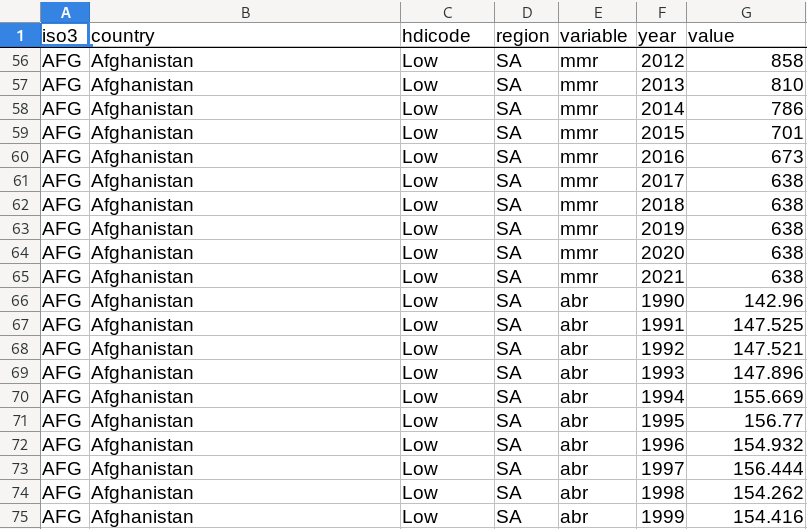 A B C D E F G
1 iso3 country hdicode region variable year value
56 AFG Afghanistan Low SA mmr 2012 858
57 AFG Afghanistan Low SA mmr 2013 810
58 AFG Afghanistan Low SA mmr 2014 786
59 AFG Afghanistan Low SA mmr 2015 701
60 AFG Afghanistan Low SA mmr 2016 673
61 AFG Afghanistan Low SA mmr 2017 638
62 AFG Afghanistan Low SA mmr 2018 638
63 AFG Afghanistan Low SA mmr 2019 638
64 AFG Afghanistan Low SA mmr 2020 638
65 AFG Afghanistan Low SA mmr 2021 638
66 AFG Afghanistan Low SA abr 1990 142.96
67 AFG Afghanistan Low SA abr 1991 147.525
68 AFG Afghanistan Low SA abr 1992 147.521
69 AFG Afghanistan Low SA abr 1993 147.896
70 AFG Afghanistan Low SA abr 1994 155.669
71 AFG Afghanistan Low SA abr 1995 156.77
72 AFG Afghanistan Low SA abr 1996 154.932
73 AFG Afghanistan Low SA abr 1997 156.444
74 AFG Afghanistan Low SA abr 1998 154.262
75 AFG Afghanistan Low SA abr 1999 154.416